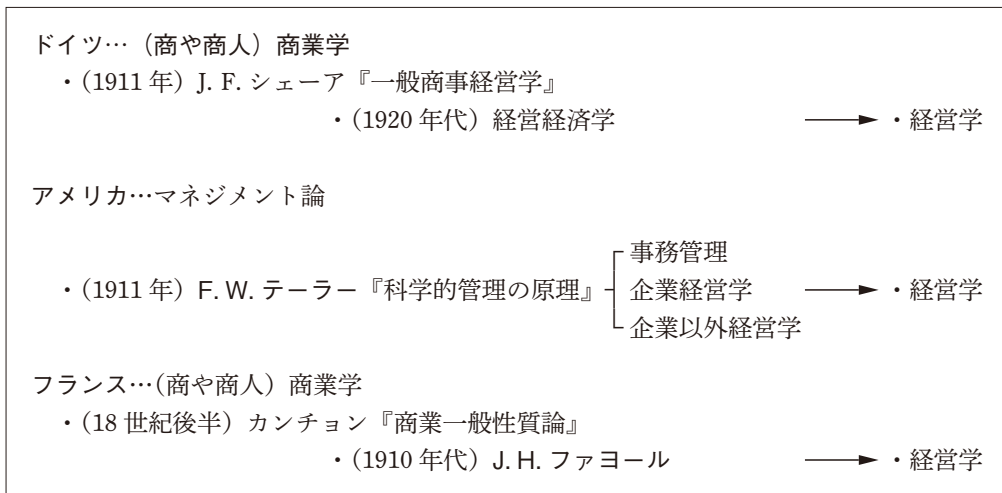 ドイツ…（商や商人）商業学
・（1911 年）J. F. シェーア『一般商事経営学』
・（1920 年代）経営経済学 ・経営学
アメリカ…マネジメント論
事務管理
・（1911 年）F. W. テーラー『科学的管理の原理』 企業経営学 ・経営学
企業以外経営学
フランス…（商や商人）商業学
・（18 世紀後半）カンチョン『商業一般性質論』
・（1910 年代）J. H. ファヨール ・経営学